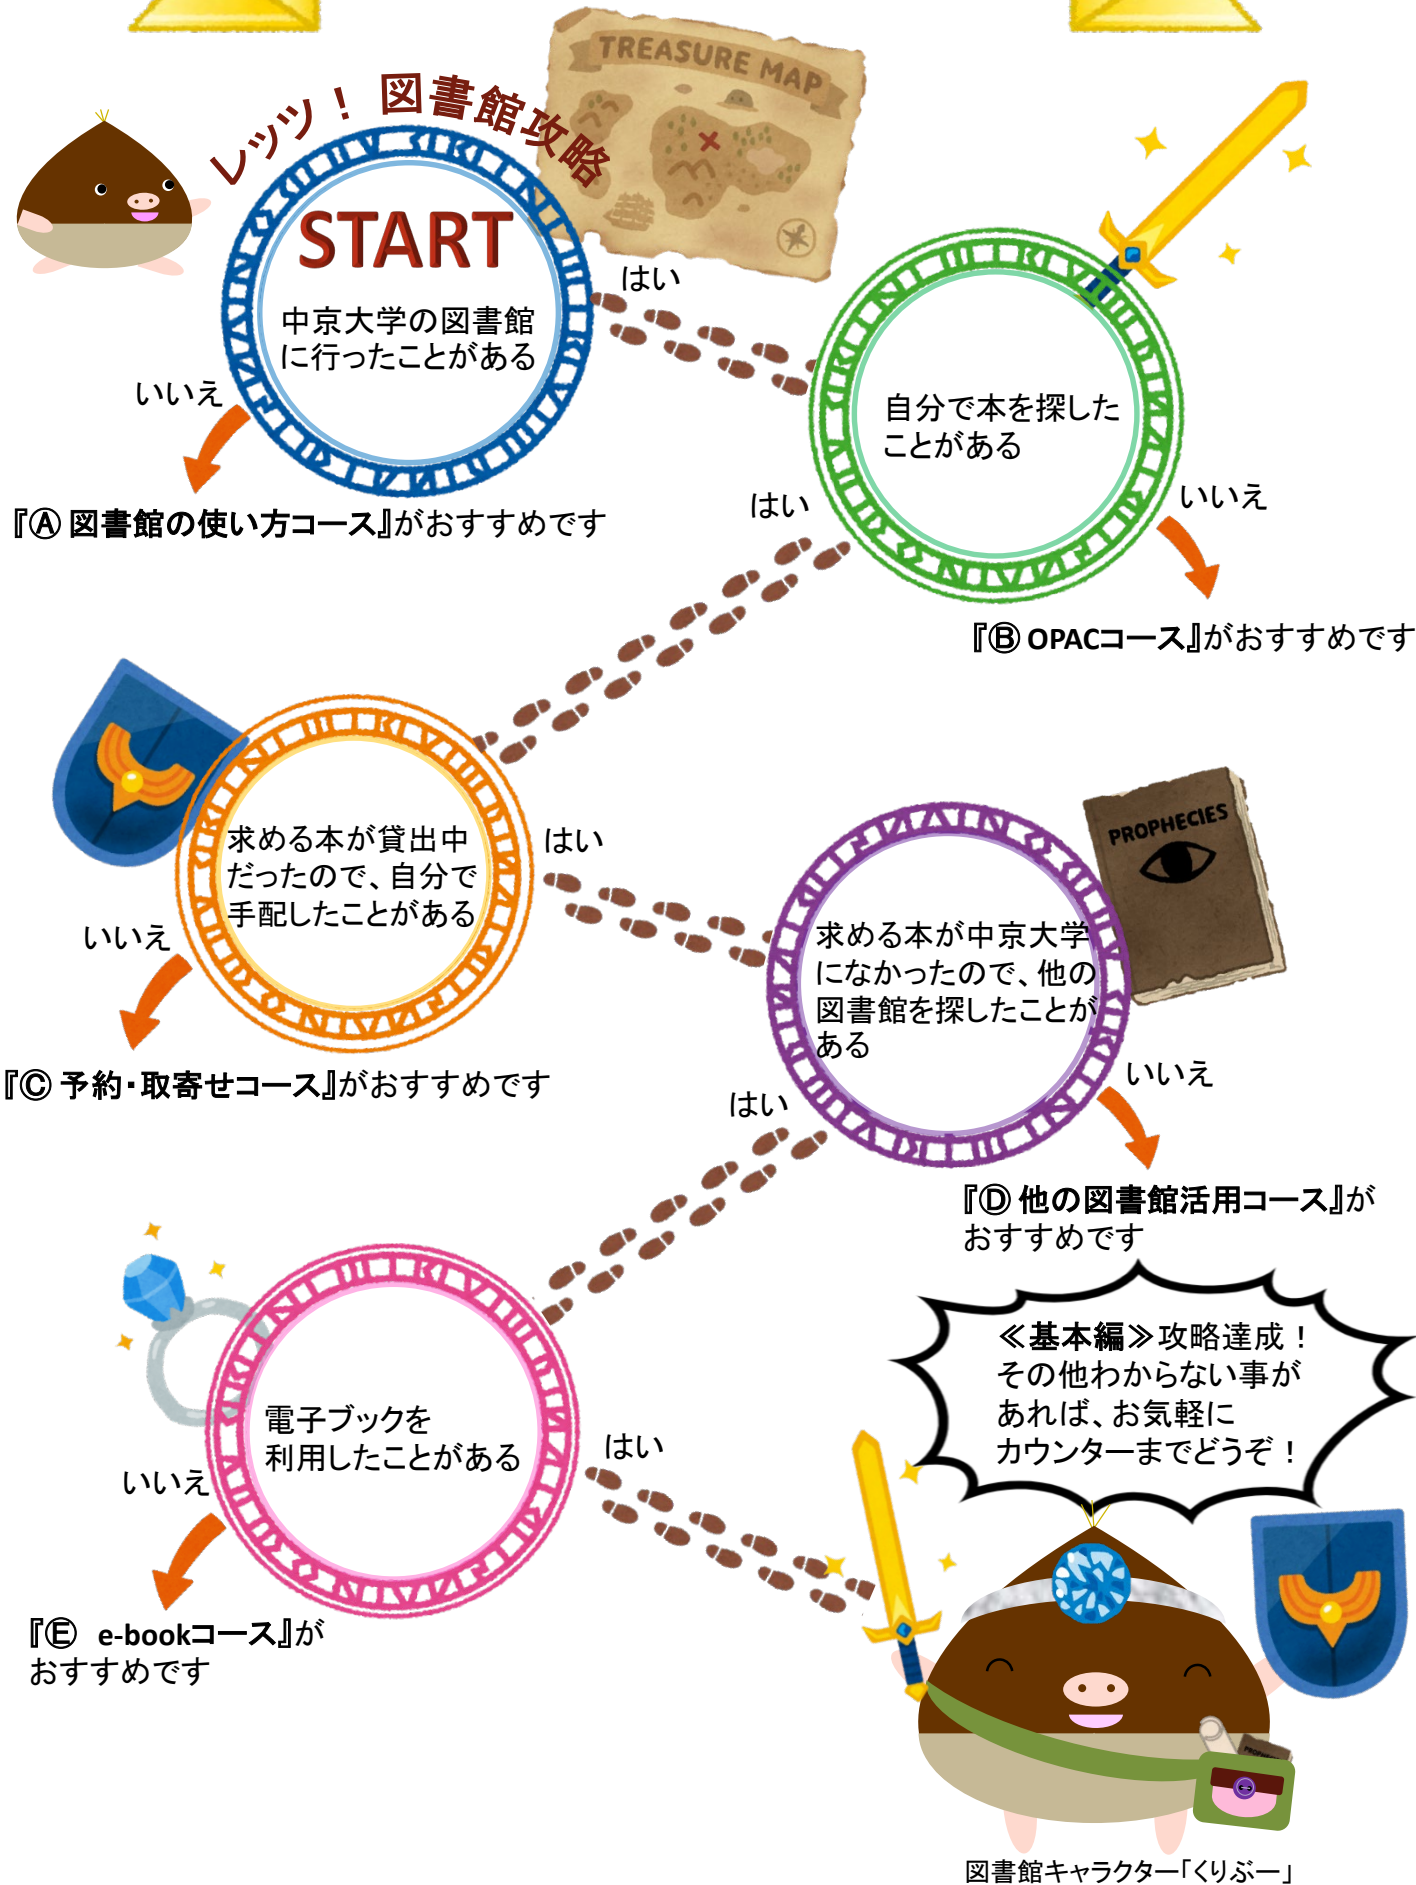 TREASURE MAP
レッツ！図書館攻略
START
中京大学の図書館
に行ったことがある
はい
いいえ
『Ⓐ 図書館の使い方コース』がおすすめです
自分で本を探した
ことがある
はい
いいえ
『Ⓑ OPACコース』がおすすめです
求める本が貸出中
だったので、自分で
手配したことがある
はい
いいえ
『Ⓒ 予約・取寄せコース』がおすすめです
PROPHECIES
求める本が中京大学
になかったので、他の
図書館を探したことが
ある
はい
いいえ
『Ⓓ 他の図書館活用コース』が
おすすめです
電子ブックを
利用したことがある
はい
いいえ
『Ⓔ e-bookコース』が
おすすめです
≪基本編≫攻略達成！
その他わからない事が
あれば、お気軽に
カウンターまでどうぞ！
図書館キャラクター「くりぶー」